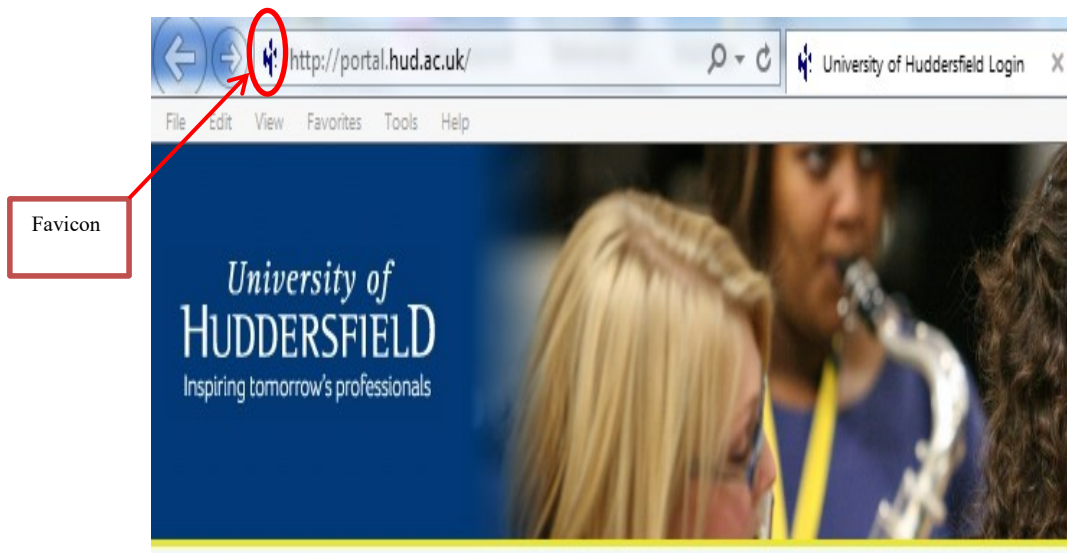 http://portal.hud.ac.uk/
University of Huddersfield Login
File Edit View Favorites Tools Help
Favicon
University of
HUDDERSFIELD
Inspiring tomorrow's professionals